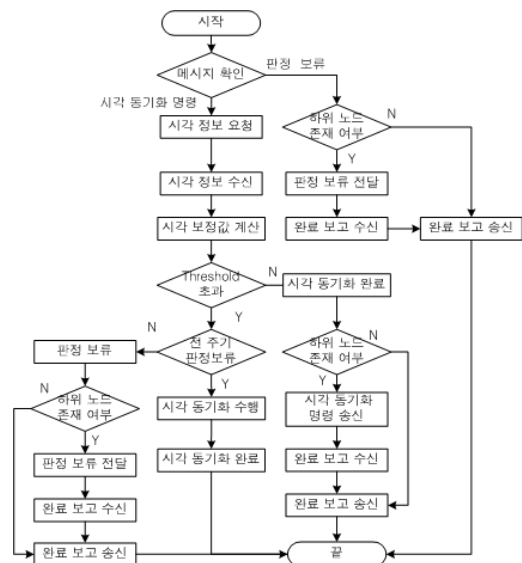 시작
메시지 확인
판정 보류
시각 동기화 명령
시각 정보 요청
하위 노드
존재 여부
N
Y
시각 정보 수신
판정 보류 전달
시각 보정값 계산
완료 보고 수신
완료 보고 송신
Threshold
초과
N
시각 동기화 완료
Y
판정 보류
N
전 주기
판정보류
하위 노드
존재 여부
N
Y
Y
N
하위 노드
존재 여부
시각 동기화 수행
시각 동기화
명령 송신
Y
판정 보류 전달
시각 동기화 완료
완료 보고 수신
완료 보고 수신
완료 보고 송신
완료 보고 송신
끝